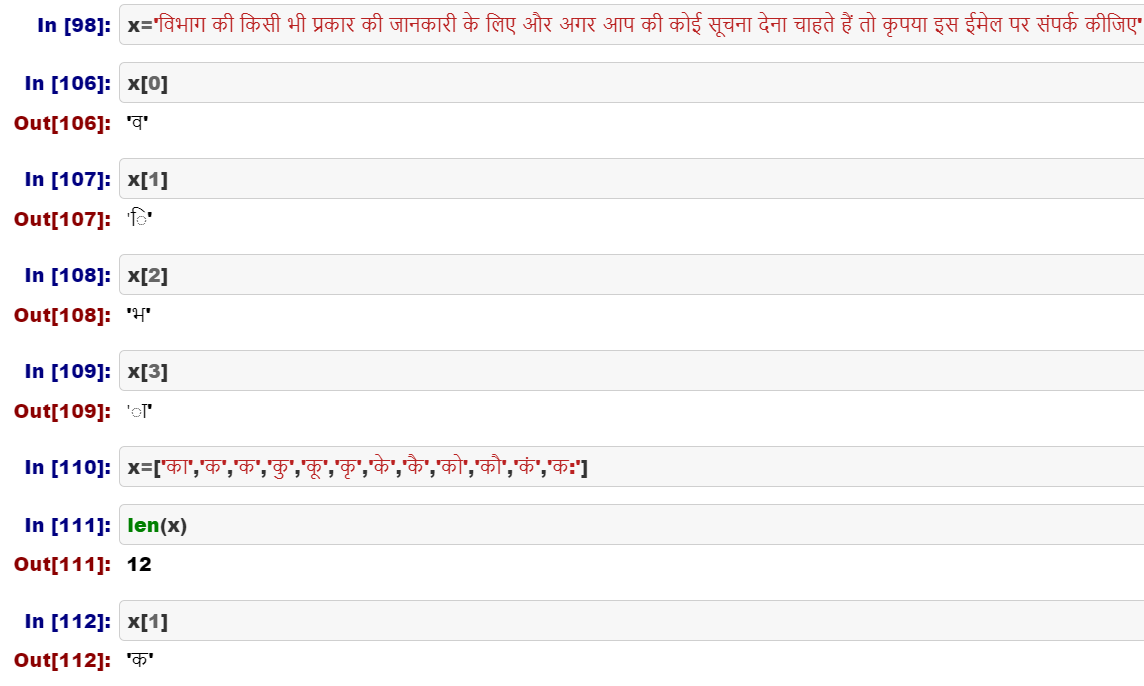 In [98]: x='विभाग की किसी भी प्रकार की जानकारी के लिए और अगर आप की कोई सूचना देना चाहते हैं तो कृपया इस ईमेल पर संपर्क कीजिए'
In [106]: x[0]
Out[106]: 'व'
In [107]: x[1]
Out[107]: 'ि'
In [108]: x[2]
Out[108]: 'भ'
In [109]: x[3]
Out[109]: 'ा'
In [110]: x=['का','क','क','कु','कू','कृ','के','कै','को','कौ','कं','क:']
In [111]: len(x)
Out[111]: 12
In [112]: x[1]
Out[112]: 'क'